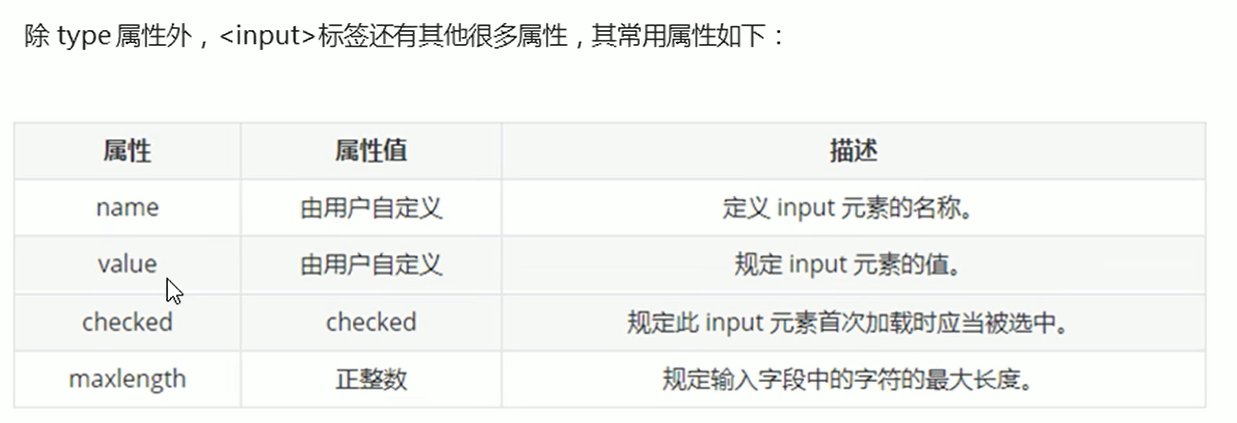 除 type 属性外，<input>标签还有其他很多属性，其常用属性如下：
属性 属性值 描述
name 由用户自定义 定义 input 元素的名称。
value 由用户自定义 规定 input 元素的值。
checked checked 规定此 input 元素首次加载时应当被选中。
maxlength 正整数 规定输入字段中的字符的最大长度。